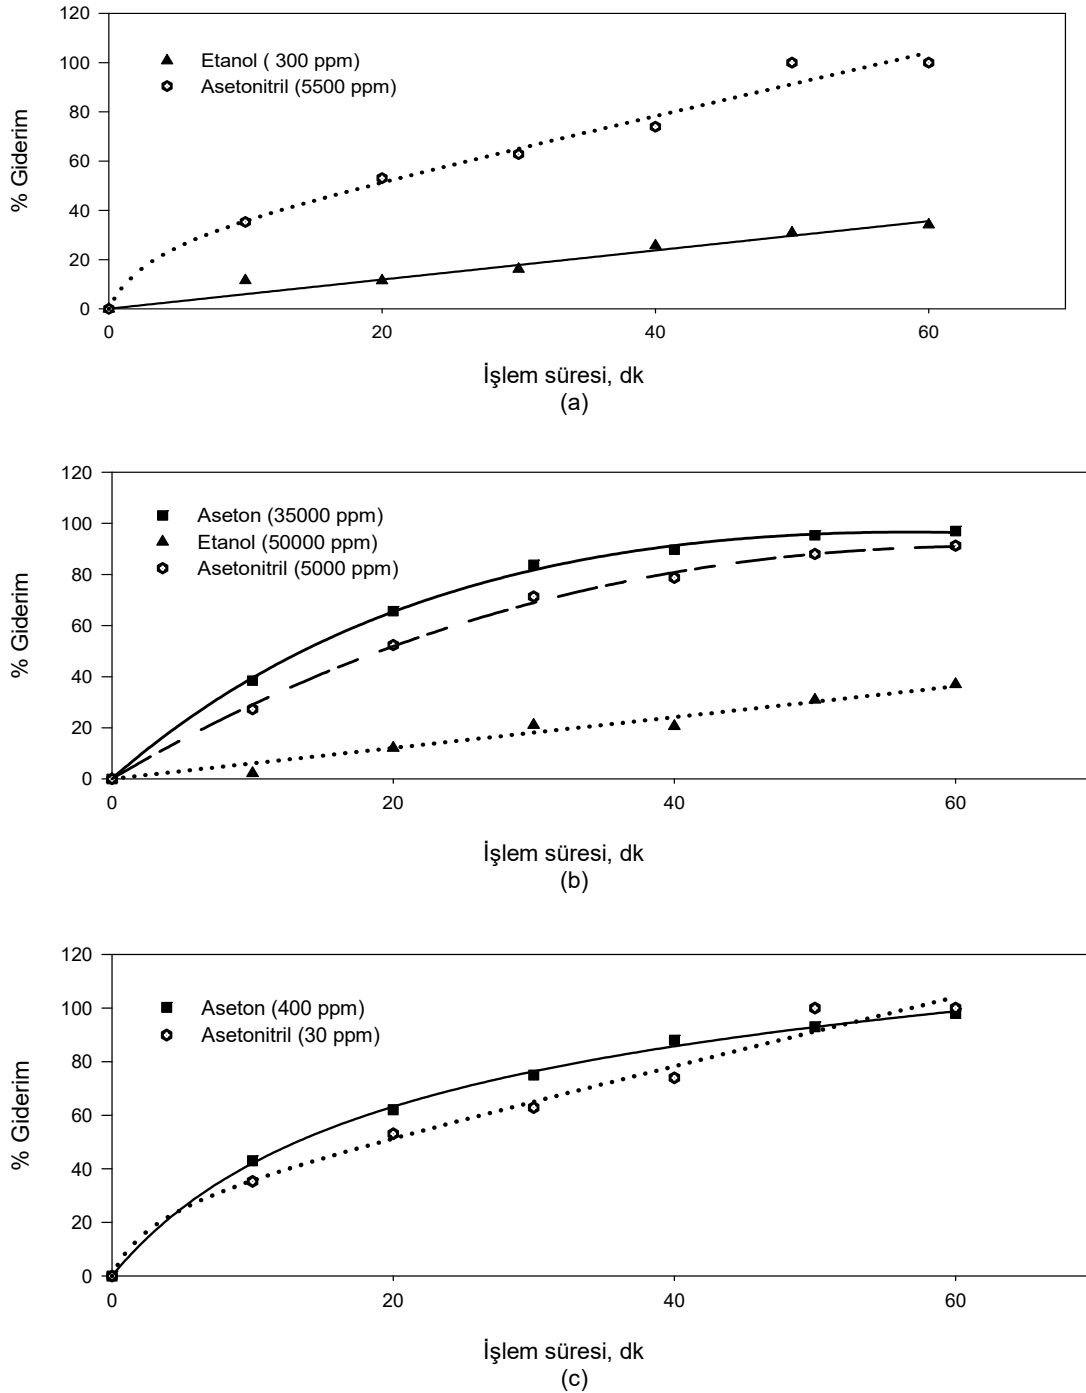 120
100
80
60
40
20
0
% Giderim
Etanol ( 300 ppm)
Asetonitril (5500 ppm)
0 20 40 60
İşlem süresi, dk
(a)
120
100
80
60
40
20
0
% Giderim
Aseton (35000 ppm)
Etanol (50000 ppm)
Asetonitril (5000 ppm)
0 20 40 60
İşlem süresi, dk
(b)
120
100
80
60
40
20
0
% Giderim
Aseton (400 ppm)
Asetonitril (30 ppm)
0 20 40 60
İşlem süresi, dk
(c)